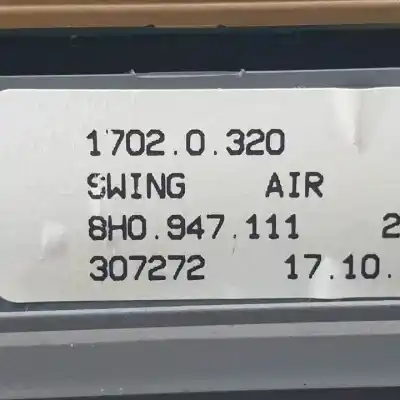 1702.0.320
SWING AIR
8H0.947.111 2
307272 17.10.